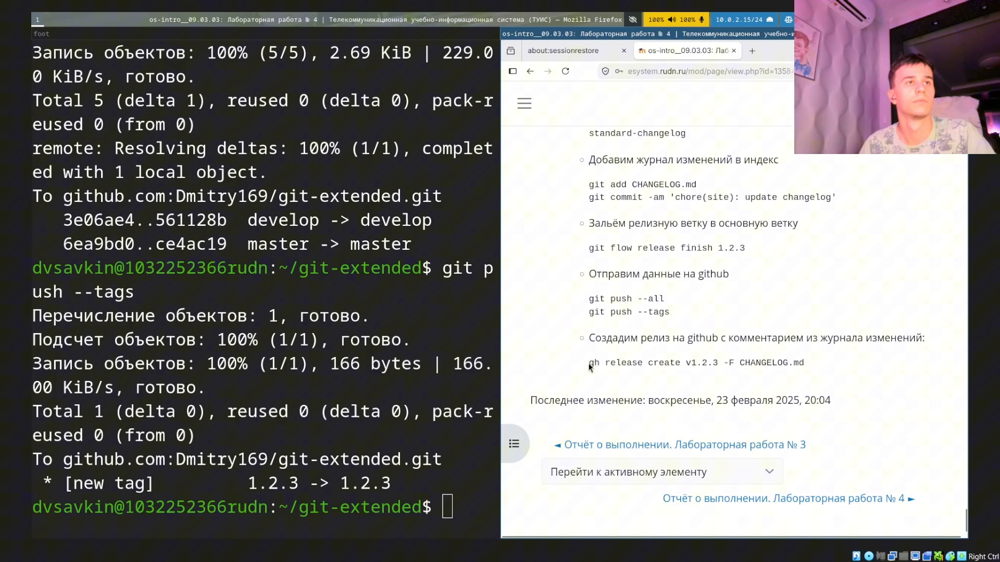 1
os-intro__09.03.03: Лабораторная работа № 4 | Телекоммуникационная учебно-информационная система (ТУИС) — Mozilla Firefox
100% 100%
10.0.2.15/24
foot
Запись объектов: 100% (5/5), 2.69 KiB | 229.0
0 KiB/s, готово.
Total 5 (delta 1), reused 0 (delta 0), pack-r
eused 0 (from 0)
remote: Resolving deltas: 100% (1/1), complet
ed with 1 local object.
To github.com:Dmitry169/git-extended.git
3e06ae4..561128b  develop -> develop
6ea9bd0..ce4ac19  master -> master
dvsavkin@1032252366rudn:~/git-extended$ git p
ush --tags
Перечисление объектов: 1, готово.
Подсчет объектов: 100% (1/1), готово.
Запись объектов: 100% (1/1), 166 bytes | 166.
00 KiB/s, готово.
Total 1 (delta 0), reused 0 (delta 0), pack-r
eused 0 (from 0)
To github.com:Dmitry169/git-extended.git
* [new tag]         1.2.3 -> 1.2.3
dvsavkin@1032252366rudn:~/git-extended$
os-intro__09.03.03: Лабораторная работа № 4 | Телекоммуникационная учебно-и
about:sessionrestore
os-intro__09.03.03: Лаб
esystem.rudn.ru/mod/page/view.php?id=1358
standard-changelog
Добавим журнал изменений в индекс
git add CHANGELOG.md
git commit -am 'chore(site): update changelog'
Зальём релизную ветку в основную ветку
git flow release finish 1.2.3
Отправим данные на github
git push --all
git push --tags
Создадим релиз на github с комментарием из журнала изменений:
gh release create v1.2.3 -F CHANGELOG.md
Последнее изменение: воскресенье, 23 февраля 2025, 20:04
◄ Отчёт о выполнении. Лабораторная работа № 3
Перейти к активному элементу
Отчёт о выполнении. Лабораторная работа № 4 ►
Right Ctrl